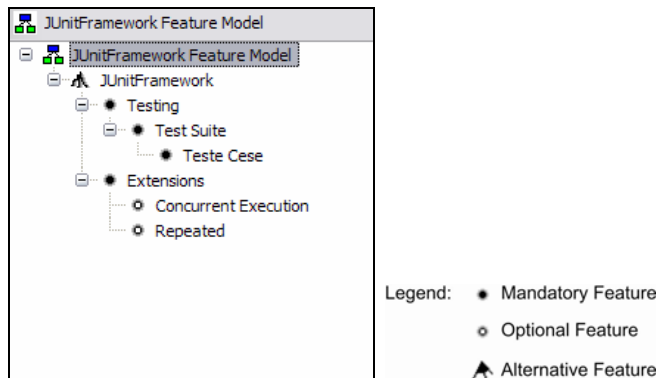 JUnitFramework Feature Model
JUnitFramework Feature Model
JUnitFramework
Testing
Test Suite
Teste Cese
Extensions
Concurrent Execution
Repeated
Legend: Mandatory Feature
Optional Feature
Alternative Feature